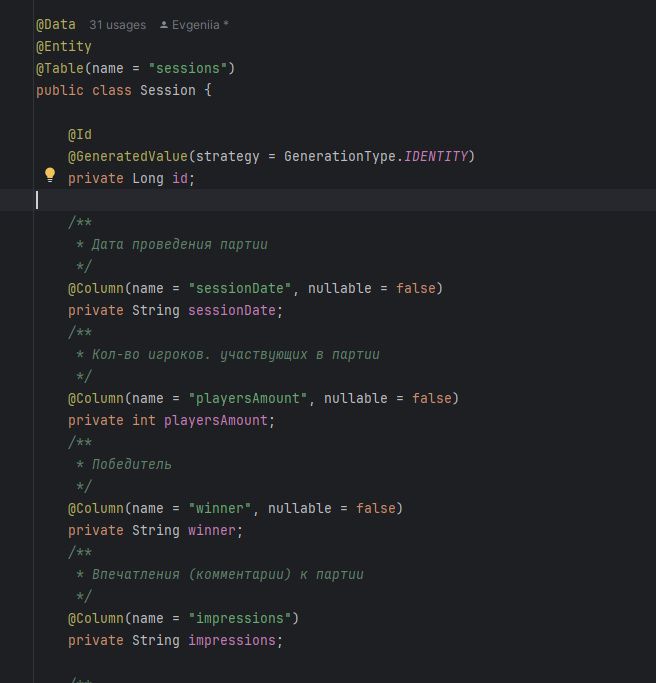 @Data 31 usages Evgeniia *
@Entity
@Table(name = "sessions")
public class Session {
@Id
@GeneratedValue(strategy = GenerationType.IDENTITY)
private Long id;
/**
* Дата проведения партии
*/
@Column(name = "sessionDate", nullable = false)
private String sessionDate;
/**
* Кол-во игроков. участвующих в партии
*/
@Column(name = "playersAmount", nullable = false)
private int playersAmount;
/**
* Победитель
*/
@Column(name = "winner", nullable = false)
private String winner;
/**
* Впечатления (комментарии) к партии
*/
@Column(name = "impressions")
private String impressions;
/**